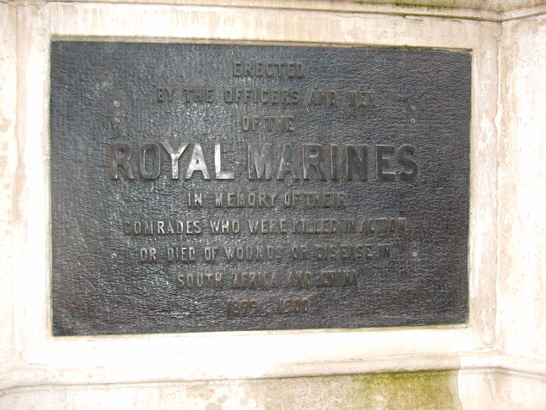 ERECTED
BY THE OFFICERS AND MEN
OF THE
ROYAL MARINES
IN MEMORY OF THEIR
COMRADES WHO WERE KILLED IN ACTION
OR DIED OF WOUNDS OR DISEASE IN
SOUTH AFRICA AND CHINA
1899 - 1900